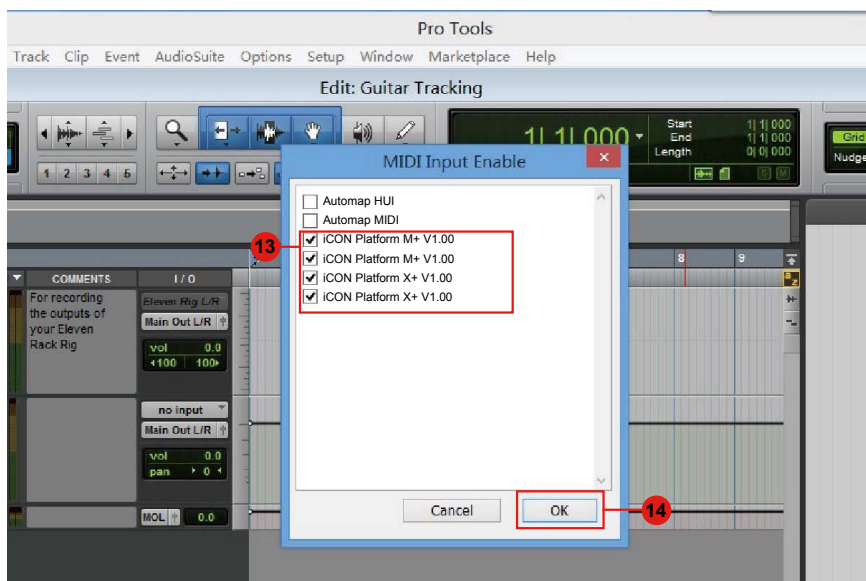 Pro Tools
Track Clip Event AudioSuite Options Setup Window Marketplace Help
Edit: Guitar Tracking
1 2 3 4 5
1| 1| 000
Start 1| 1| 000
End 1| 1| 000
Length 0| 0| 000
Grid
Nudge
S M
MIDI Input Enable
Automap HUI
Automap MIDI
13
iCON Platform M+ V1.00
iCON Platform M+ V1.00
iCON Platform X+ V1.00
iCON Platform X+ V1.00
8 9
a z
COMMENTS I / O
For recording
the outputs of
your Eleven
Rack Rig
Eleven Rig L/R
Main Out L/R
vol 0.0
100 100
no input
Main Out L/R
vol 0.0
pan 0
MOL 0.0
Cancel OK
14